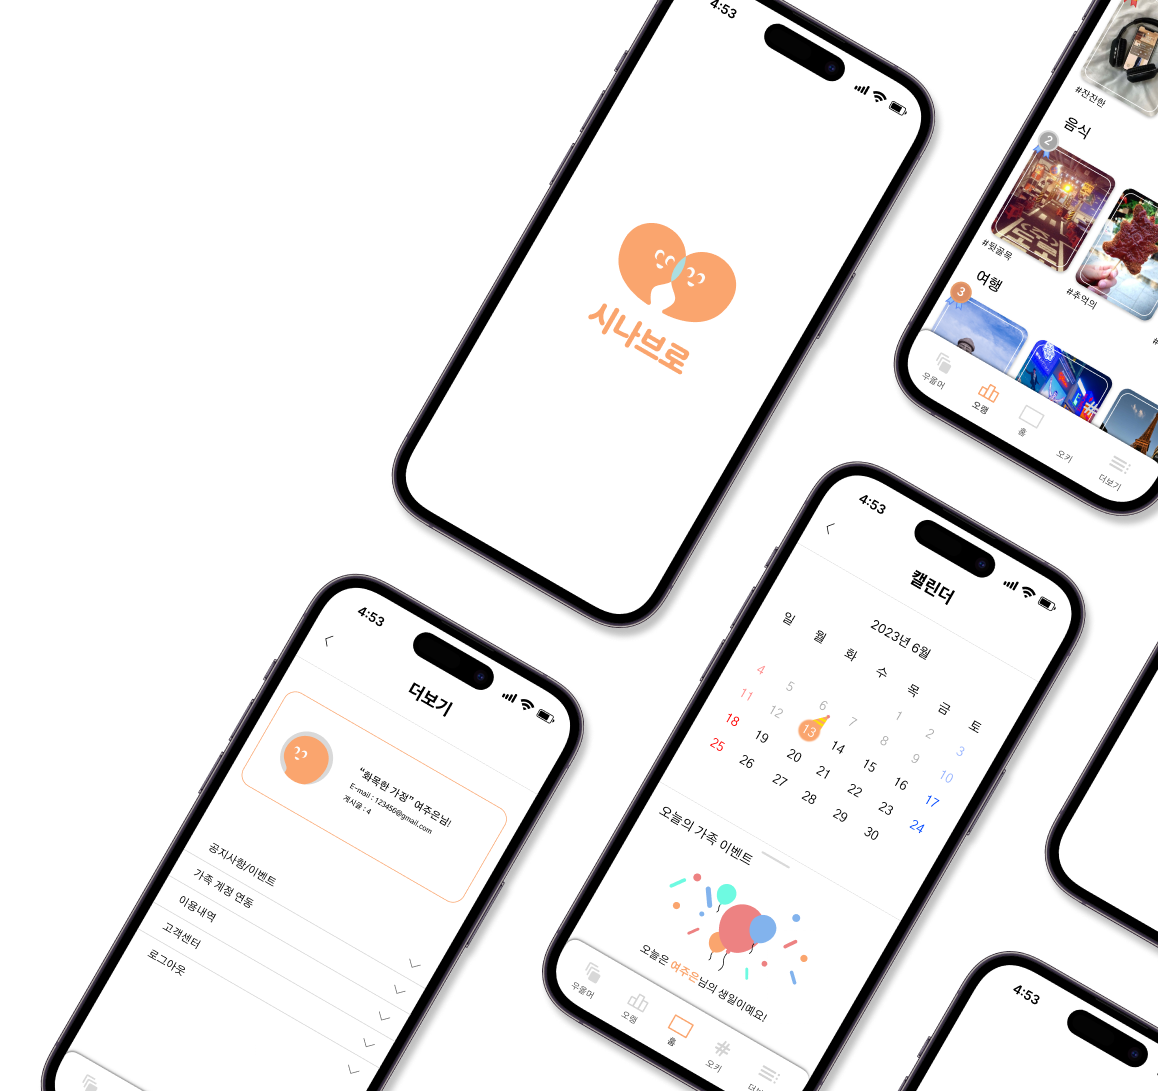 4:53
시나브로
#잔잔한
음식
2
#뒷골목
#추억의
#
여행
3
우물머
오랭
홈
오키
더보기
4:53
캘린더
2023년 6월
일 월 화 수 목 금 토
1 2 3
4 5 6 7 8 9 10
11 12 13 14 15 16 17
18 19 20 21 22 23 24
25 26 27 28 29 30
오늘의 가족 이벤트
오늘은 여주은님의 생일이예요!
우물머
오랭
홈
오키
더보
4:53
더보기
“화목한 가정” 여주은님!
E-mail : 123456@gmail.com
게시글 : 4
공지사항/이벤트
가족 계정 연동
이용내역
고객센터
로그아웃
4:53